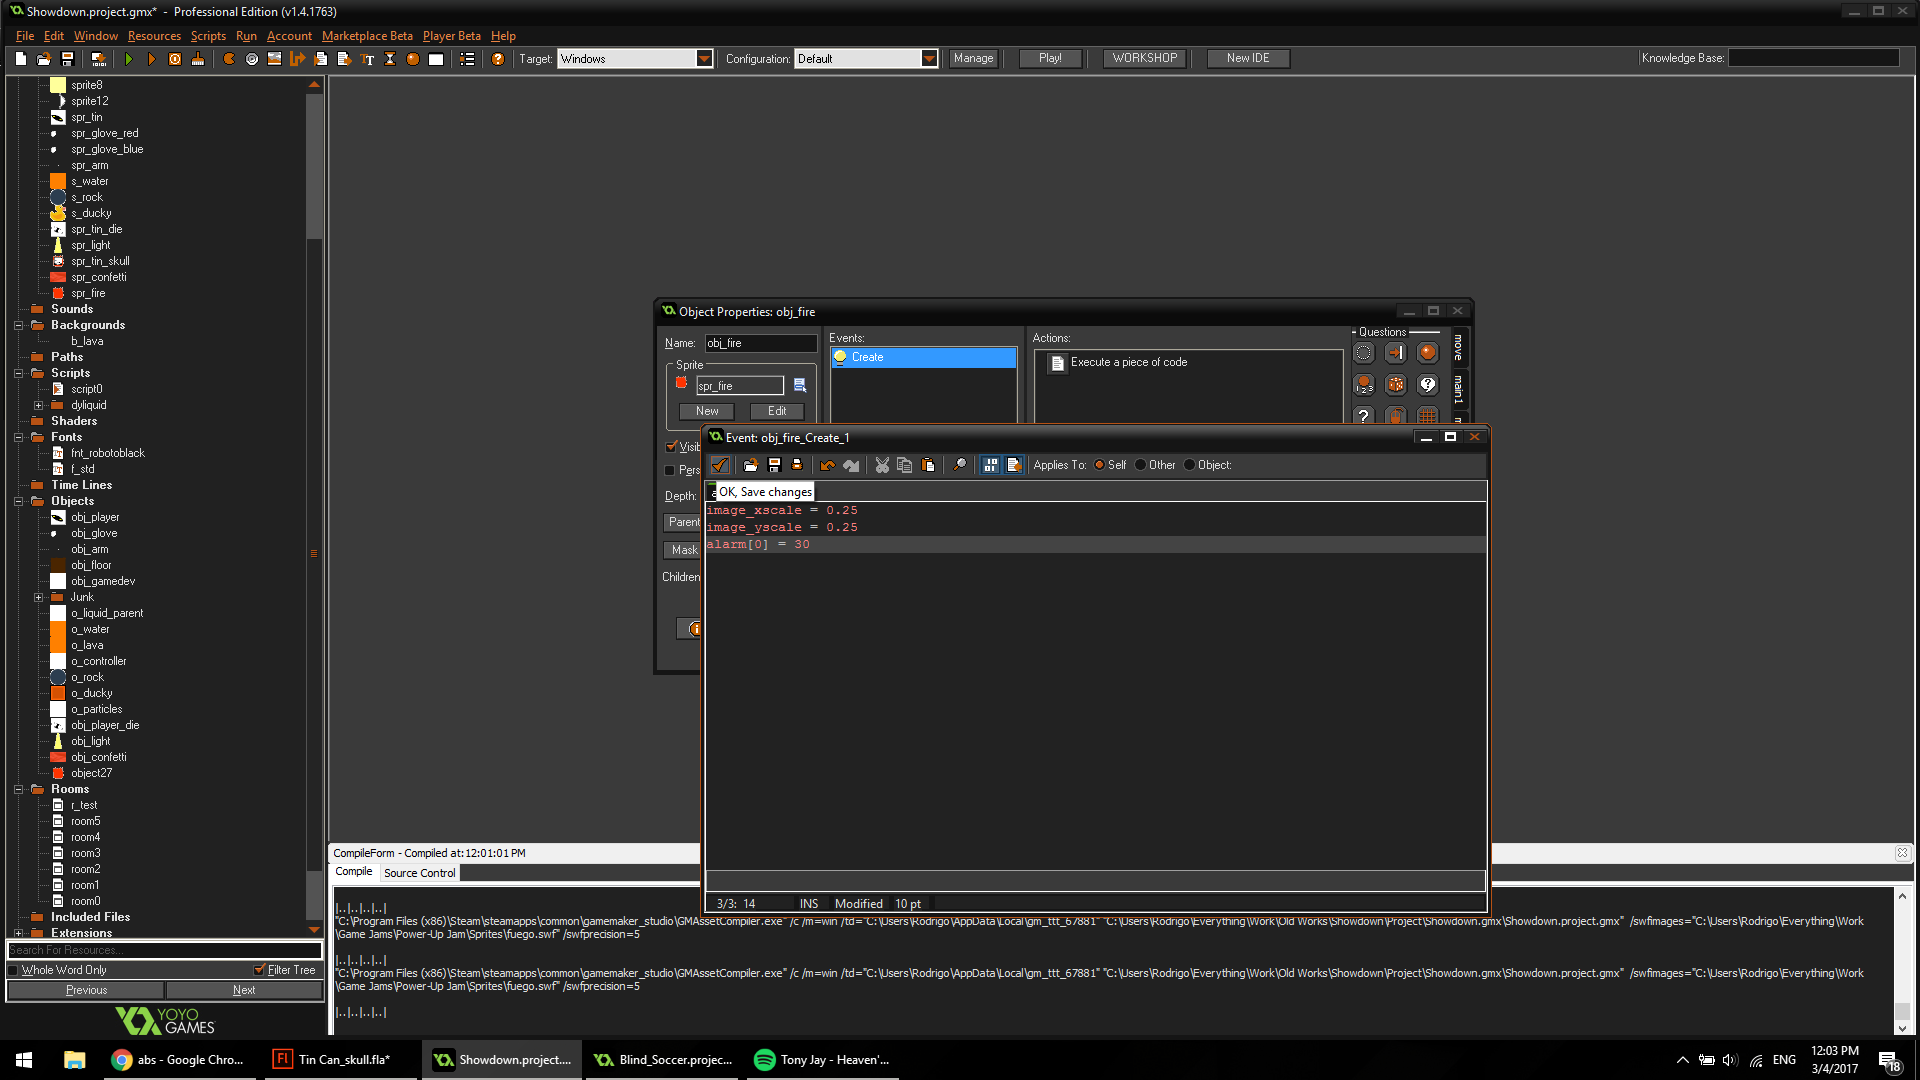 Showdown.project.gmx* - Professional Edition (v1.4.1763)
File Edit Window Resources Scripts Run Account Marketplace Beta Player Beta Help
Target: Windows Configuration: Default Manage Play! WORKSHOP New IDE Knowledge Base:
sprite8
sprite12
spr_tin
spr_glove_red
spr_glove_blue
spr_arm
s_water
s_rock
s_ducky
spr_tin_die
spr_light
spr_tin_skull
spr_confetti
spr_fire
Sounds
Backgrounds
b_lava
Paths
Scripts
script0
dyliquid
Shaders
Fonts
fnt_robotoblack
f_std
Time Lines
Objects
obj_player
obj_glove
obj_arm
obj_floor
obj_gamedev
Junk
o_liquid_parent
o_water
o_lava
o_controller
o_rock
o_ducky
o_particles
obj_player_die
obj_light
obj_confetti
object27
Rooms
r_test
room5
room4
room3
room2
room1
room0
Included Files
Extensions
Search For Resources...
Whole Word Only Filter Tree
Previous Next
YOYO
GAMES
Object Properties: obj_fire
Name: obj_fire
Sprite
spr_fire
New Edit
Depth:
Parent
Mask
Children
Events:
Create
Actions:
Execute a piece of code
Questions
move
main1
Event: obj_fire_Create_1
Applies To: Self Other Object:
OK, Save changes
image_xscale = 0.25
image_yscale = 0.25
alarm[0] = 30
3/3: 14 INS Modified 10 pt
CompileForm - Compiled at:12:01:01 PM
Compile Source Control
|..|..|..|..|
"C:\Program Files (x86)\Steam\steamapps\common\gamemaker_studio\GMAssetCompiler.exe" /c /m=win /td="C:\Users\Rodrigo\AppData\Local\gm_ttt_67881" "C:\Users\Rodrigo\Everything\Work\Old Works\Showdown\Project\Showdown.gmx\Showdown.project.gmx" /swfimages="C:\Users\Rodrigo\Everything\Work
\Game Jams\Power-Up Jam\Sprites\fuego.swf" /swfprecision=5
|..|..|..|..|
"C:\Program Files (x86)\Steam\steamapps\common\gamemaker_studio\GMAssetCompiler.exe" /c /m=win /td="C:\Users\Rodrigo\AppData\Local\gm_ttt_67881" "C:\Users\Rodrigo\Everything\Work\Old Works\Showdown\Project\Showdown.gmx\Showdown.project.gmx" /swfimages="C:\Users\Rodrigo\Everything\Work
\Game Jams\Power-Up Jam\Sprites\fuego.swf" /swfprecision=5
|..|..|..|..|
abs - Google Chro... Tin Can_skull.fla* Showdown.project.... Blind_Soccer.projec... Tony Jay - Heaven'... ENG
12:03 PM
3/4/2017
18